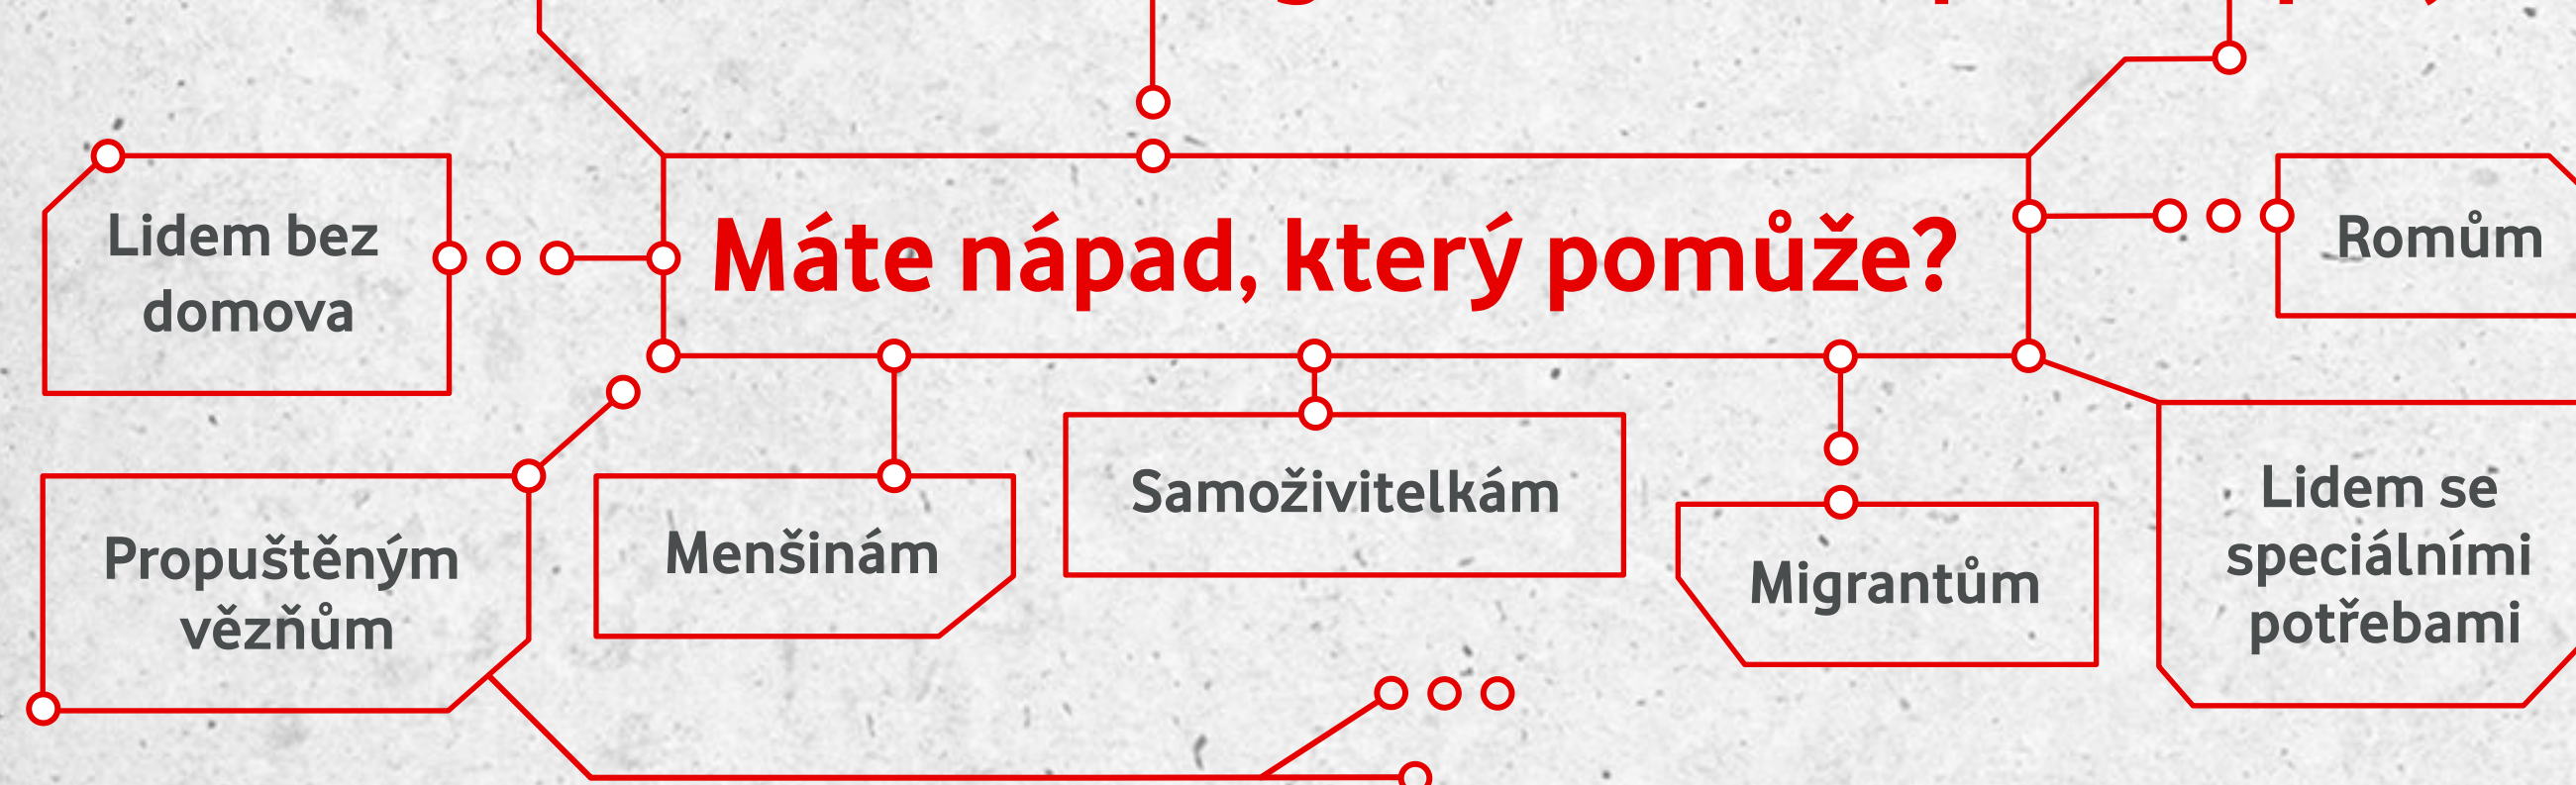 Lidem bez
domova
Máte nápad, který pomůže?
Romům
Propuštěným
vězňům
Menšinám
Samoživitelkám
Migrantům
Lidem se
speciálními
potřebami